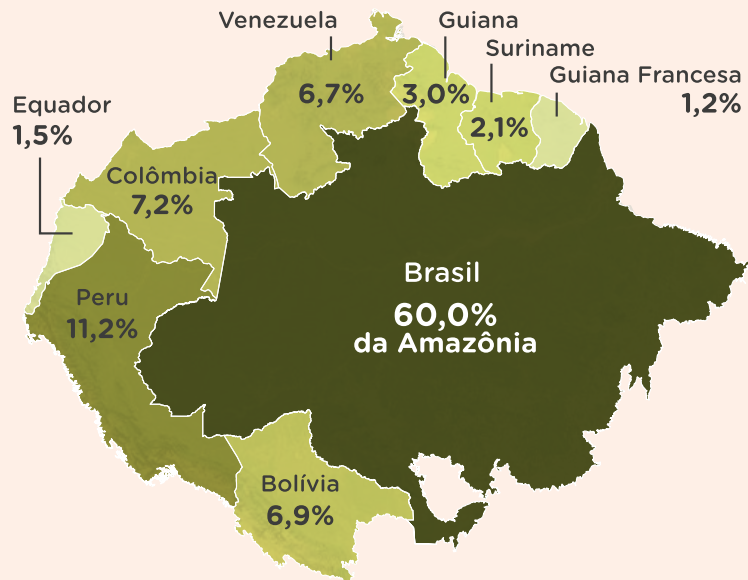 Venezuela
6,7%
Guiana
3,0%
Suriname
2,1%
Guiana Francesa
1,2%
Equador
1,5%
Colômbia
7,2%
Peru
11,2%
Brasil
60,0%
da Amazônia
Bolívia
6,9%